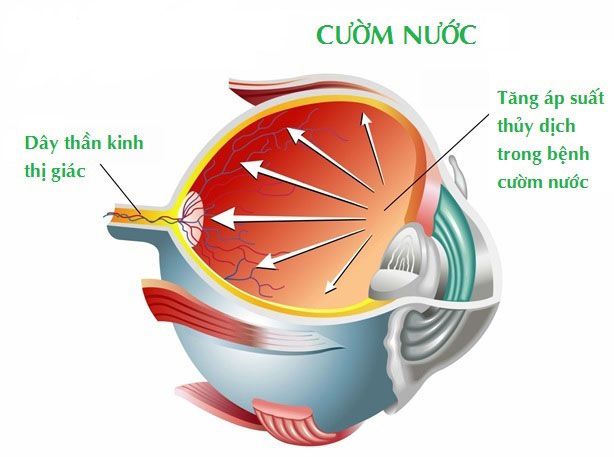 CƯỜM NƯỚC
Tăng áp suất
thủy dịch
trong bệnh
cườm nước
Dây thần kinh
thị giác